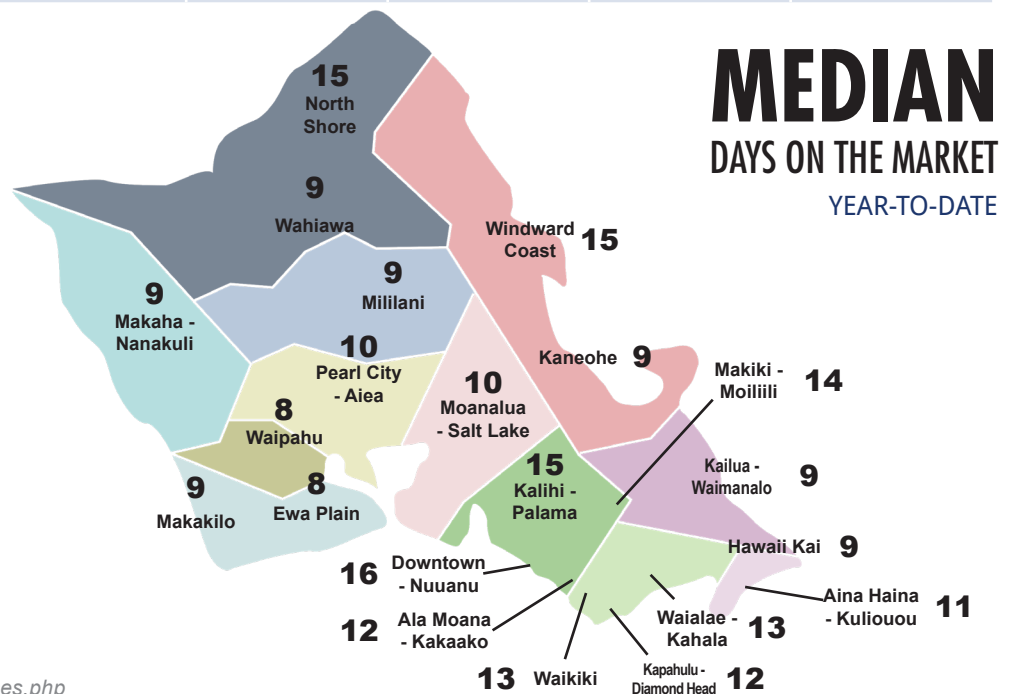 MEDIAN
DAYS ON THE MARKET
YEAR-TO-DATE
15
North
Shore
9
Wahiawa
Windward
Coast
15
9
Mililani
9
Makaha -
Nanakuli
10
Pearl City
- Aiea
Kaneohe
9
10
Moanalua
- Salt Lake
Makiki -
Moiliili
14
8
Waipahu
15
Kalihi -
Palama
Kailua -
Waimanalo
9
9
Makakilo
8
Ewa Plain
Hawaii Kai
9
16
Downtown
- Nuuanu
Aina Haina
- Kuliouou
11
12
Ala Moana
- Kakaako
Waialae -
Kahala
13
13
Waikiki
Kapahulu -
Diamond Head
12
es.php